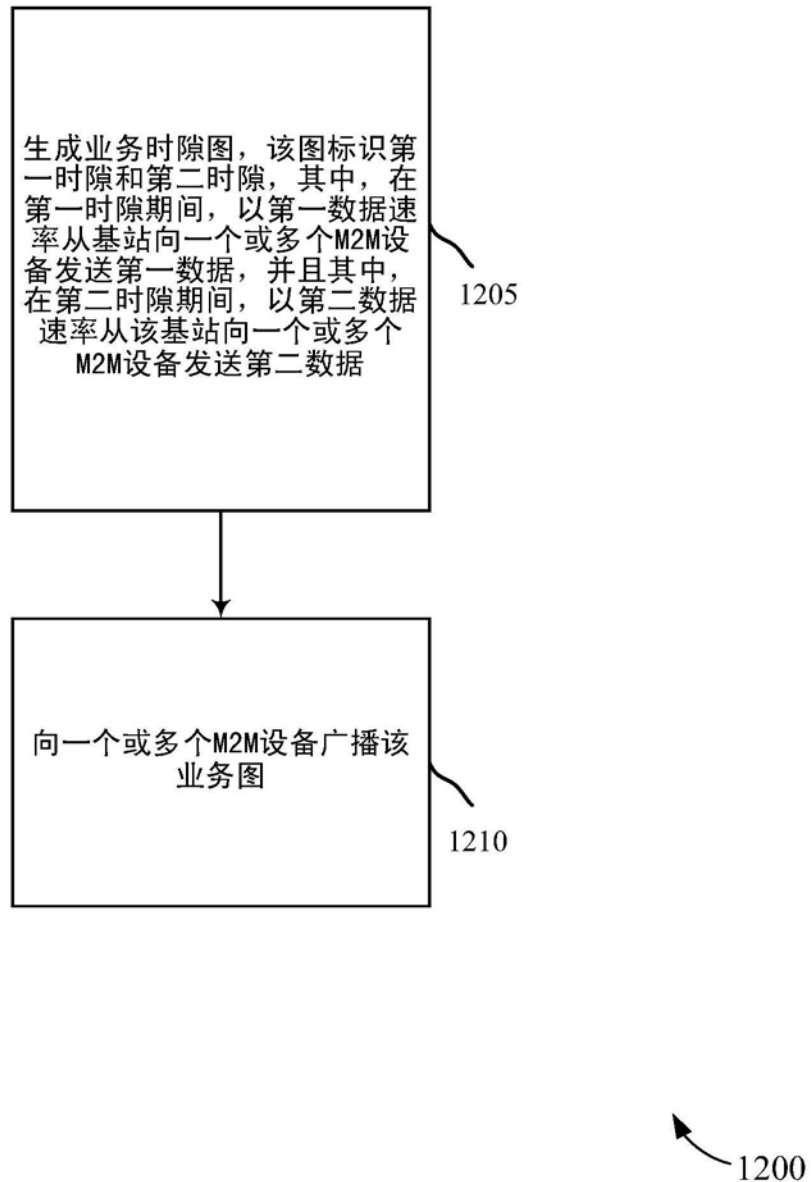 生成业务时隙图，该图标识第
一时隙和第二时隙，其中，在
第一时隙期间，以第一数据速
率从基站向一个或多个M2M设
备发送第一数据，并且其中，
在第二时隙期间，以第二数据
速率从该基站向一个或多个
M2M设备发送第二数据
1205
向一个或多个M2M设备广播该
业务图
1210
1200